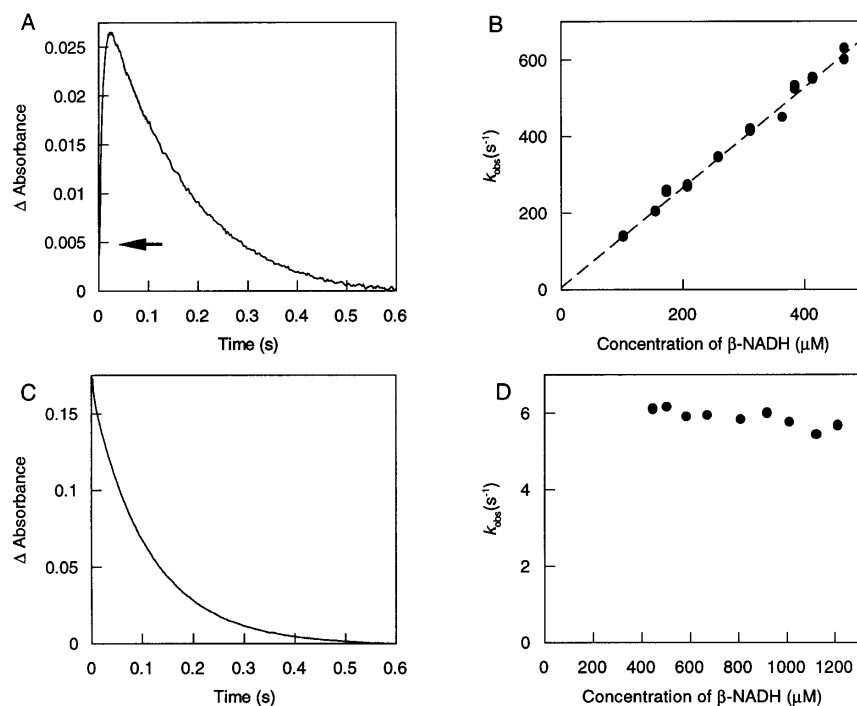 A
Δ Absorbance
0.025
0.02
0.015
0.01
0.005
0
0 0.1 0.2 0.3 0.4 0.5 0.6
Time (s)
B
k obs (s⁻¹)
600
400
200
0
0 200 400
Concentration of β-NADH (μM)
C
Δ Absorbance
0.15
0.1
0.05
0
0 0.1 0.2 0.3 0.4 0.5 0.6
Time (s)
D
k obs (s⁻¹)
6
4
2
0
0 200 400 600 800 1000 1200
Concentration of β-NADH (μM)